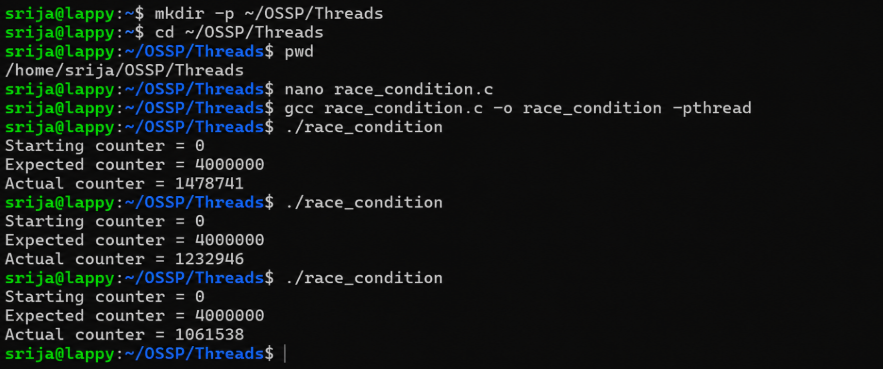 srija@lappy:~$ mkdir -p ~/OSSP/Threads
srija@lappy:~$ cd ~/OSSP/Threads
srija@lappy:~/OSSP/Threads$ pwd
/home/srija/OSSP/Threads
srija@lappy:~/OSSP/Threads$ nano race_condition.c
srija@lappy:~/OSSP/Threads$ gcc race_condition.c -o race_condition -pthread
srija@lappy:~/OSSP/Threads$ ./race_condition
Starting counter = 0
Expected counter = 4000000
Actual counter = 1478741
srija@lappy:~/OSSP/Threads$ ./race_condition
Starting counter = 0
Expected counter = 4000000
Actual counter = 1232946
srija@lappy:~/OSSP/Threads$ ./race_condition
Starting counter = 0
Expected counter = 4000000
Actual counter = 1061538
srija@lappy:~/OSSP/Threads$